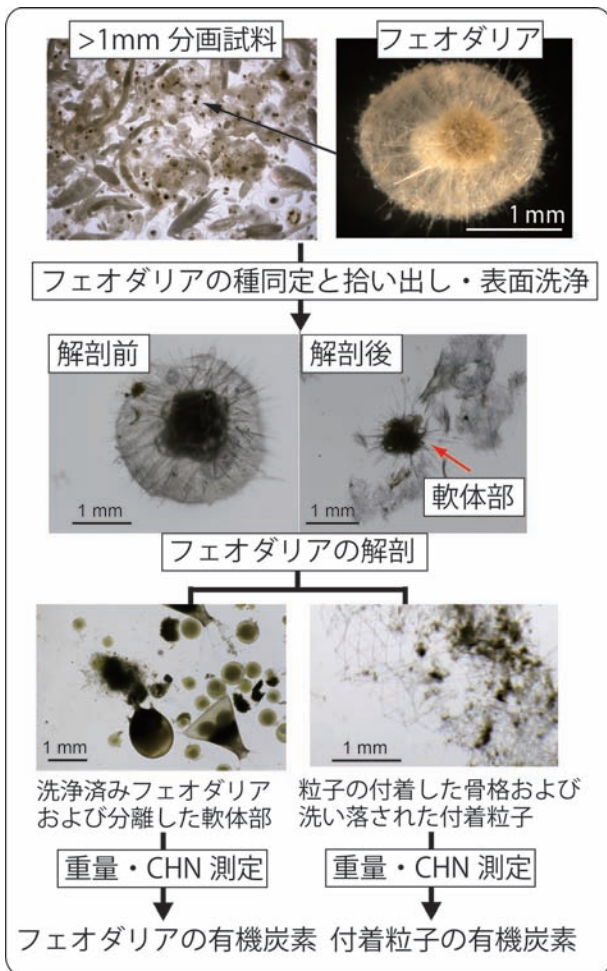 >1mm 分画試料
フェオダリア
1 mm
フェオダリアの種同定と拾い出し・表面洗浄
解剖前
解剖後
1 mm
1 mm
軟体部
フェオダリアの解剖
1 mm
1 mm
洗浄済みフェオダリア
および分離した軟体部
粒子の付着した骨格および
洗い落された付着粒子
重量・CHN 測定
重量・CHN 測定
フェオダリアの有機炭素
付着粒子の有機炭素